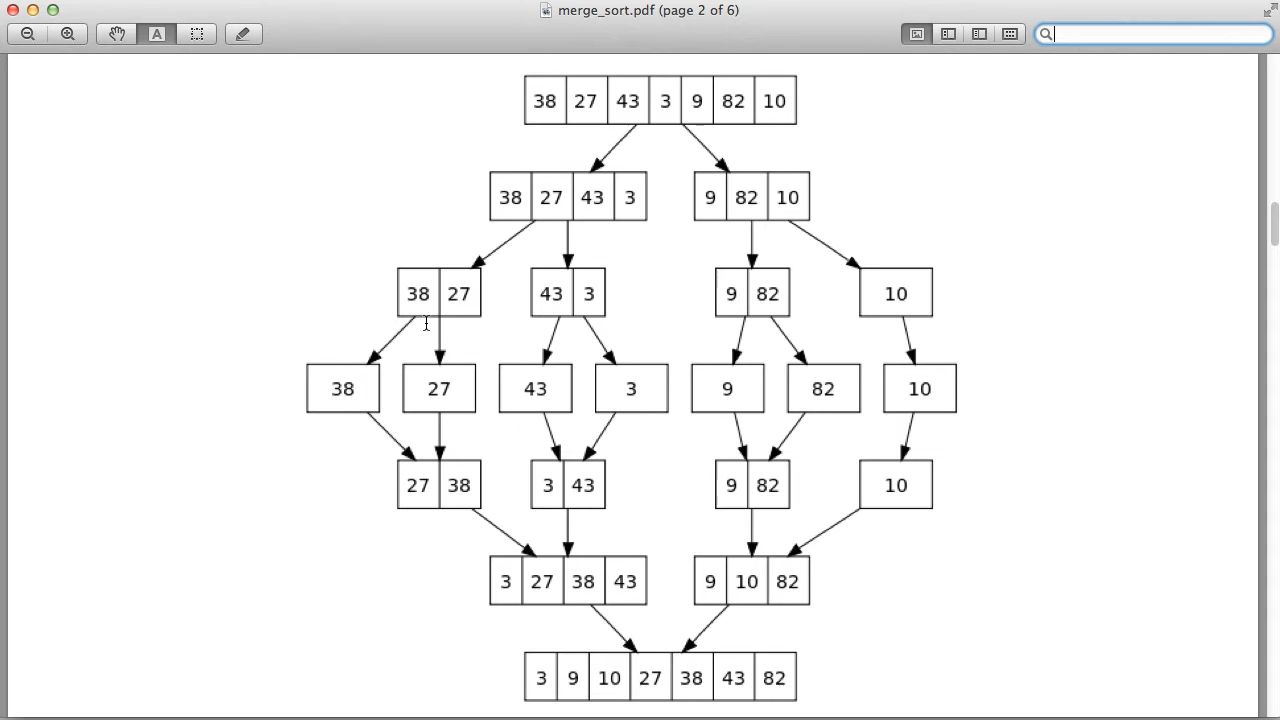 merge_sort.pdf (page 2 of 6)
38 27 43 3 9 82 10
38 27 43 3 9 82 10
38 27 43 3 9 82 10
38 27 43 3 9 82 10
27 38 3 43 9 82 10
3 27 38 43 9 10 82
3 9 10 27 38 43 82